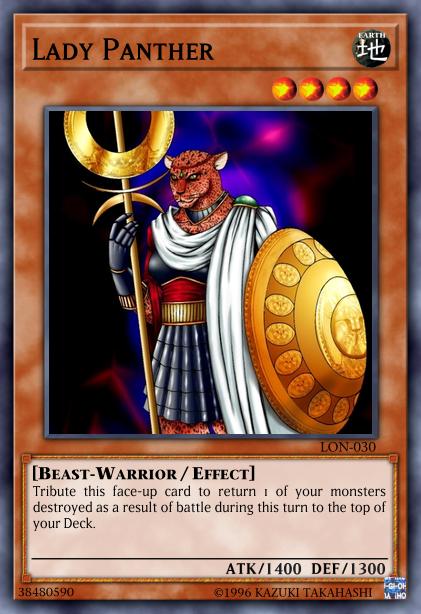 LADY PANTHER
EARTH
地
LON-030
[BEAST-WARRIOR / EFFECT]
Tribute this face-up card to return 1 of your monsters
destroyed as a result of battle during this turn to the top of
your Deck.
ATK/1400 DEF/1300
38480590
©1996 KAZUKI TAKAHASHI